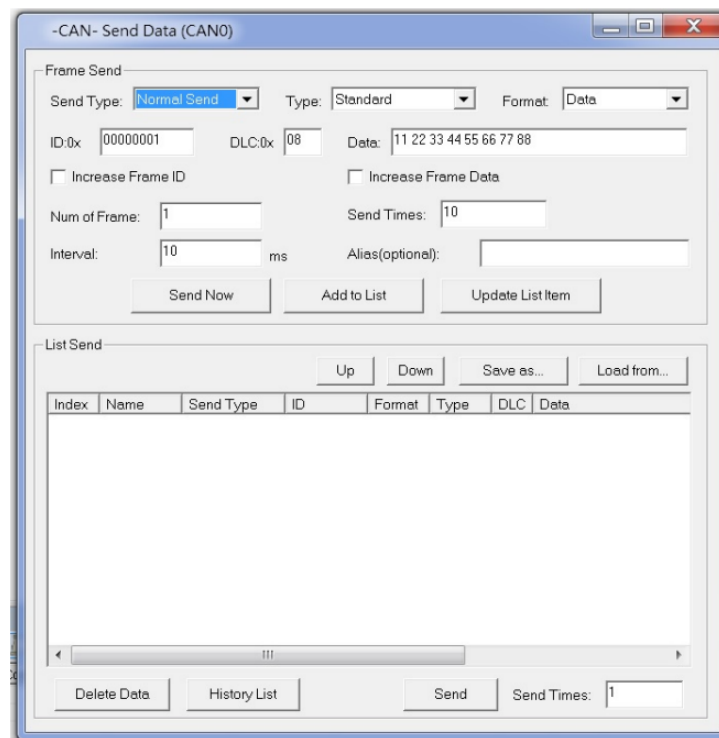 -CAN- Send Data (CAN0)
Frame Send
Send Type: Normal Send Type: Standard Format: Data
ID:0x 00000001 DLC:0x 08 Data: 11 22 33 44 55 66 77 88
Increase Frame ID Increase Frame Data
Num of Frame: 1 Send Times: 10
Interval: 10 ms Alias(optional):
Send Now Add to List Update List Item
List Send
Up Down Save as... Load from...
Index Name Send Type ID Format Type DLC Data
Delete Data History List Send Send Times: 1